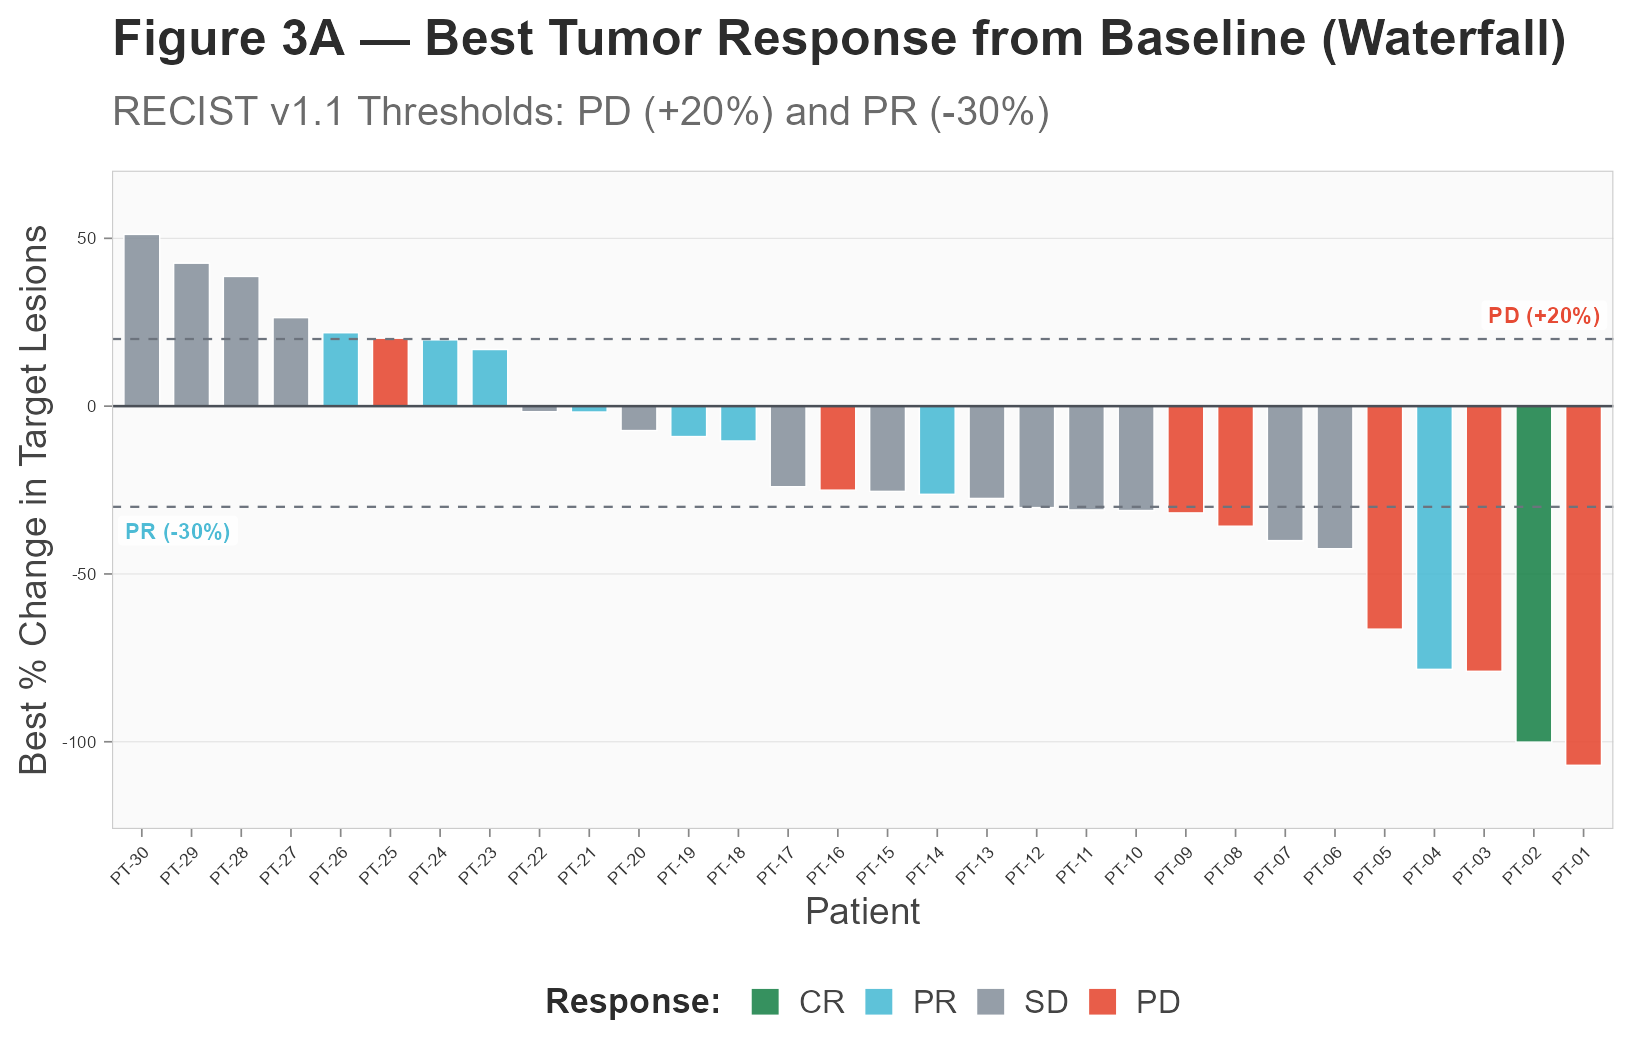 Figure 3A — Best Tumor Response from Baseline (Waterfall)
RECIST v1.1 Thresholds: PD (+20%) and PR (-30%)
Best % Change in Target Lesions
50
0
-50
-100
PD (+20%)
PR (-30%)
PT-30 PT-29 PT-28 PT-27 PT-26 PT-25 PT-24 PT-23 PT-22 PT-21 PT-20 PT-19 PT-18 PT-17 PT-16 PT-15 PT-14 PT-13 PT-12 PT-11 PT-10 PT-09 PT-08 PT-07 PT-06 PT-05 PT-04 PT-03 PT-02 PT-01
Patient
Response: CR PR SD PD